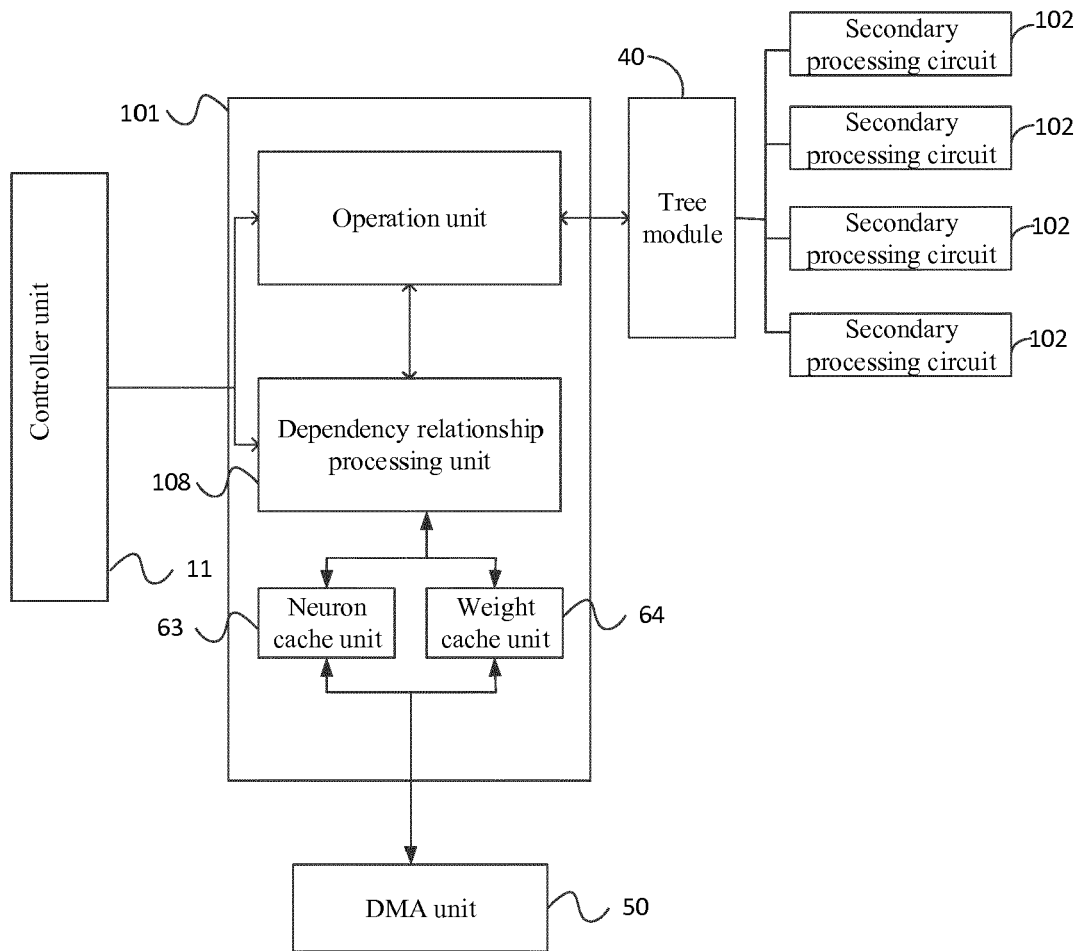 Controller unit
11
101
Operation unit
Dependency relationship
processing unit
108
Neuron
cache unit
63
Weight
cache unit
64
DMA unit
50
40
Tree
module
Secondary
processing circuit
102
Secondary
processing circuit
102
Secondary
processing circuit
102
Secondary
processing circuit
102